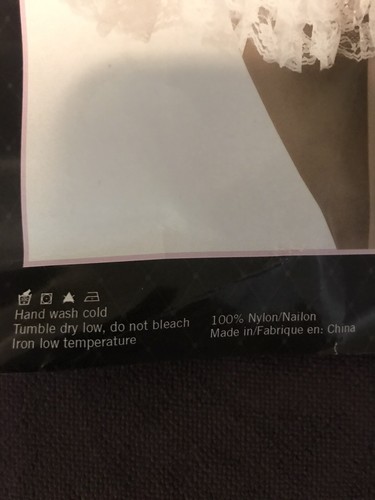 Hand wash cold
Tumble dry low, do not bleach
Iron low temperature
100% Nylon/Nailon
Made in/Fabrique en: China